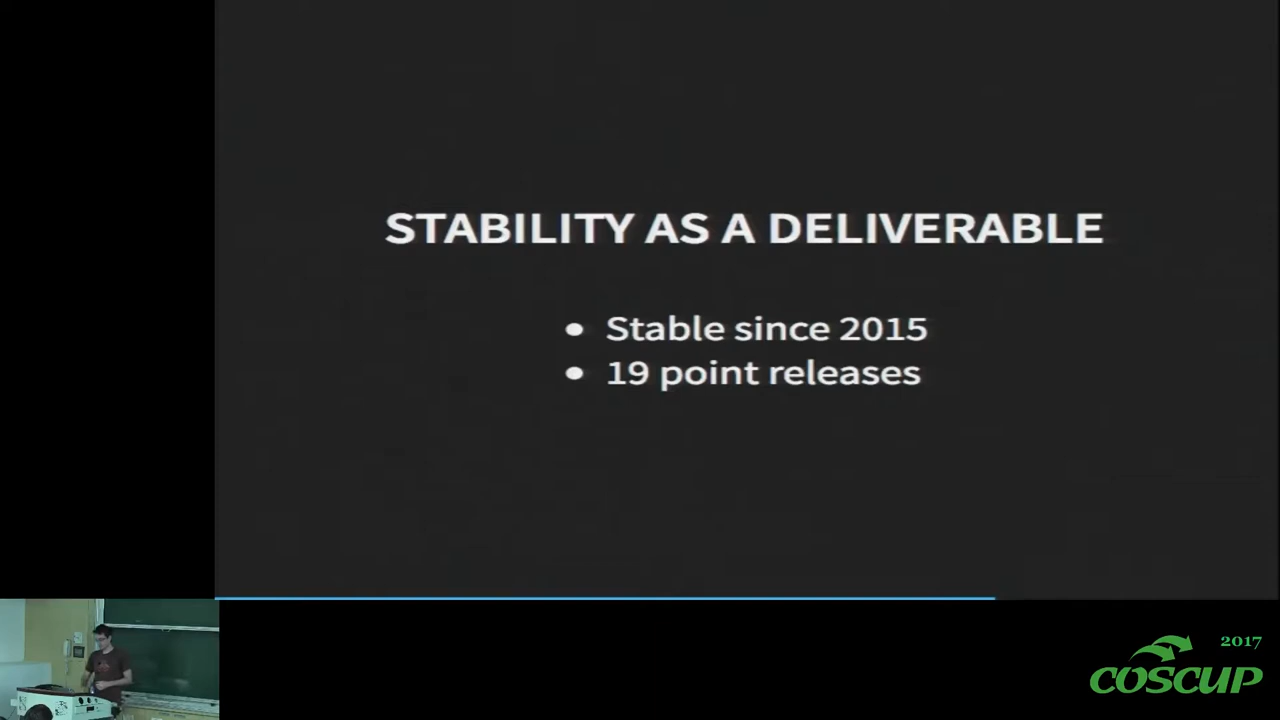 STABILITY AS A DELIVERABLE
Stable since 2015
19 point releases
2017
COSCUP